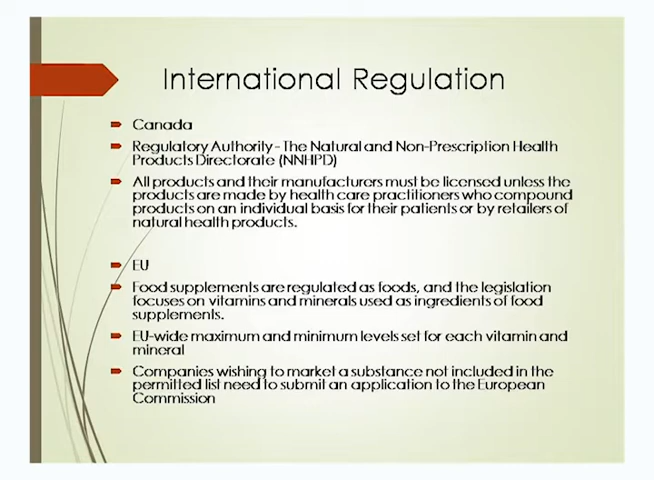 International Regulation
Canada
Regulatory Authority - The Natural and Non-Prescription Health
Products Directorate (NNHPD)
All products and their manufacturers must be licensed unless the
products are made by health care practitioners who compound
products on an individual basis for their patients or by retailers of
natural health products.
EU
Food supplements are regulated as foods, and the legislation
focuses on vitamins and minerals used as ingredients of food
supplements.
EU-wide maximum and minimum levels set for each vitamin and
mineral
Companies wishing to market a substance not included in the
permitted list need to submit an application to the European
Commission